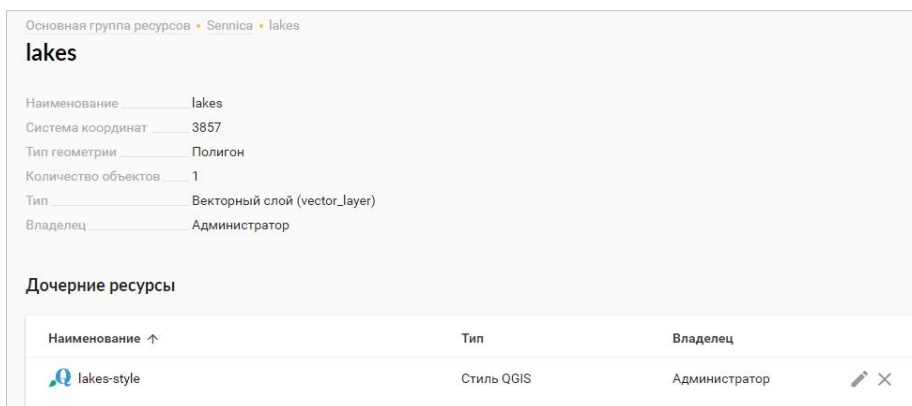 Основная группа ресурсов • Sennica • lakes
lakes
Наименование lakes
Система координат 3857
Тип геометрии Полигон
Количество объектов 1
Тип Векторный слой (vector_layer)
Владелец Администратор
Дочерние ресурсы
Наименование ↑ Тип Владелец
lakes-style Стиль QGIS Администратор